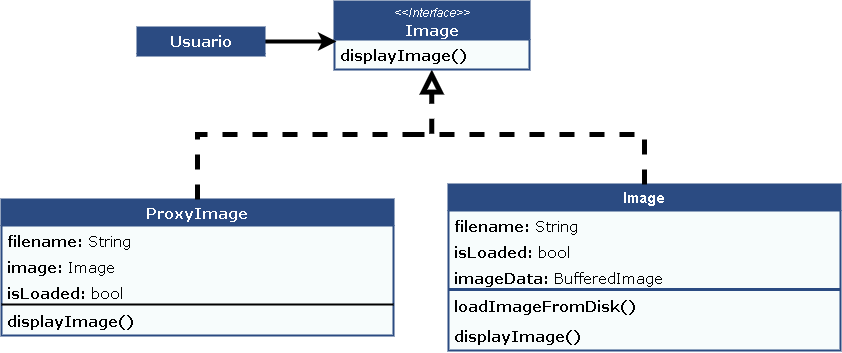 Usuario
<<Interface>>
Image
displayImage()
ProxyImage
filename: String
image: Image
isLoaded: bool
displayImage()
Image
filename: String
isLoaded: bool
imageData: BufferedImage
loadImageFromDisk()
displayImage()